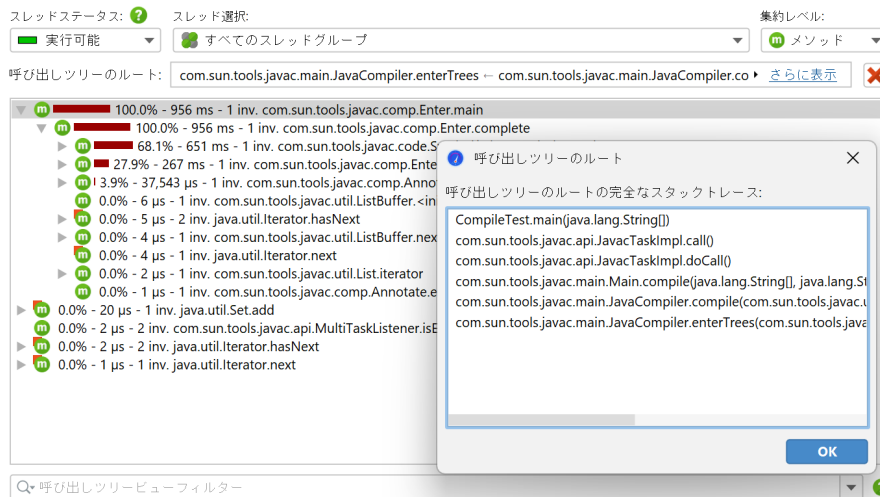 スレッドステータス:
スレッド選択:
集約レベル:
実行可能
すべてのスレッドグループ
メソッド
呼び出しツリーのルート:
com.sun.tools.javac.main.JavaCompiler.enterTrees ← com.sun.tools.javac.main.JavaCompiler.co
さらに表示
100.0% - 956 ms - 1 inv. com.sun.tools.javac.comp.Enter.main
100.0% - 956 ms - 1 inv. com.sun.tools.javac.comp.Enter.complete
68.1% - 651 ms - 1 inv. com.sun.tools.javac.code.
27.9% - 267 ms - 1 inv. com.sun.tools.javac.comp.Ente
3.9% - 37,543 µs - 1 inv. com.sun.tools.javac.comp.Anno
0.0% - 6 µs - 1 inv. com.sun.tools.javac.util.ListBuffer.<in
0.0% - 5 µs - 2 inv. java.util.Iterator.hasNext
0.0% - 4 µs - 1 inv. com.sun.tools.javac.util.ListBuffer.nex
0.0% - 4 µs - 1 inv. java.util.Iterator.next
0.0% - 2 µs - 1 inv. com.sun.tools.javac.util.List.iterator
0.0% - 1 µs - 1 inv. com.sun.tools.javac.comp.Annotate.e
0.0% - 20 µs - 1 inv. java.util.Set.add
0.0% - 2 µs - 2 inv. com.sun.tools.javac.api.MultiTaskListener.isE
0.0% - 2 µs - 2 inv. java.util.Iterator.hasNext
0.0% - 1 µs - 1 inv. java.util.Iterator.next
呼び出しツリービューフィルター
呼び出しツリーのルート
呼び出しツリーのルートの完全なスタックトレース:
CompileTest.main(java.lang.String[])
com.sun.tools.javac.api.JavacTaskImpl.call()
com.sun.tools.javac.api.JavacTaskImpl.doCall()
com.sun.tools.javac.main.Main.compile(java.lang.String[], java.lang.St
com.sun.tools.javac.main.JavaCompiler.compile(com.sun.tools.javac.u
com.sun.tools.javac.main.JavaCompiler.enterTrees(com.sun.tools.java
OK